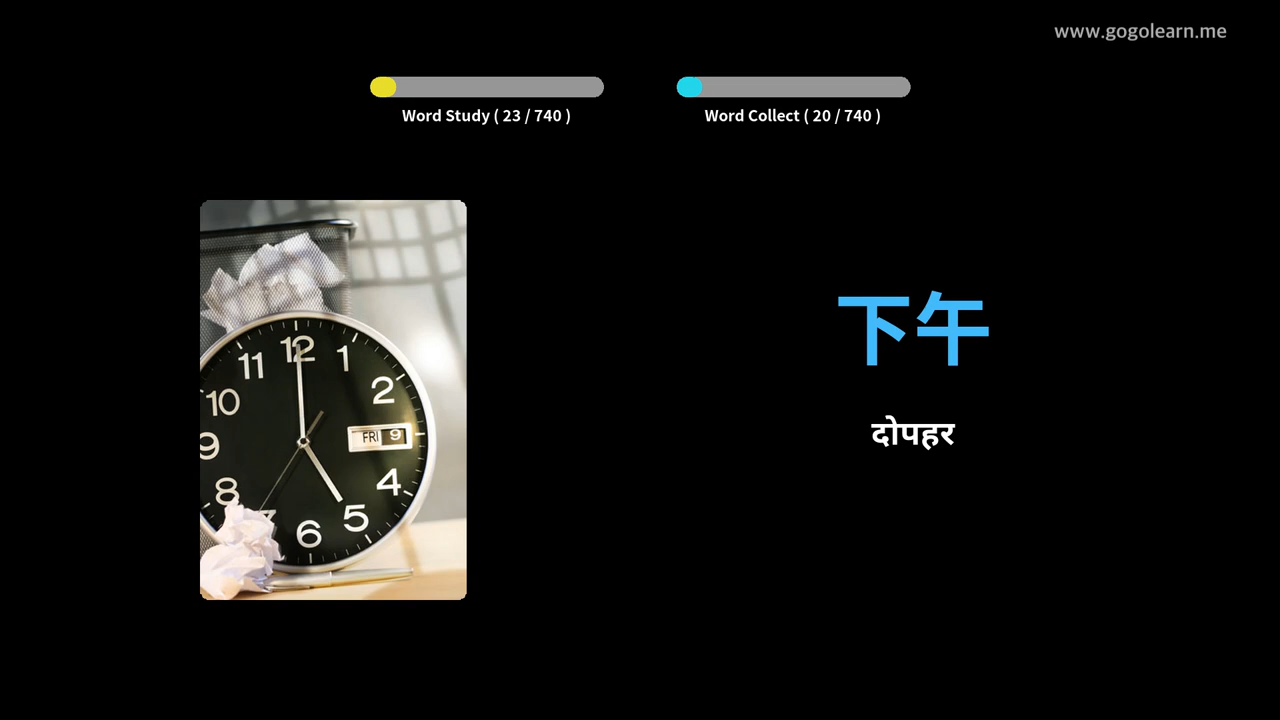 www.gogolearn.me
Word Study ( 23 / 740 )
Word Collect ( 20 / 740 )
12
1
2
FRI 9
4
5
6
7
8
9
10
11
下午
दोपहर